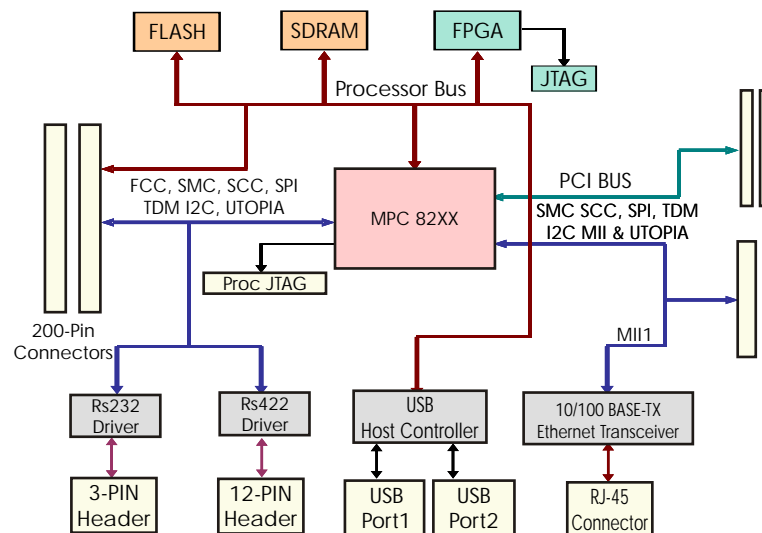 FLASH
SDRAM
FPGA
JTAG
Processor Bus
FCC, SMC, SCC, SPI
TDM I2C, UTOPIA
MPC 82XX
PCI BUS
SMC SCC, SPI, TDM
I2C MII & UTOPIA
Proc JTAG
200-Pin
Connectors
MII1
Rs232
Driver
Rs422
Driver
USB
Host Controller
10/100 BASE-TX
Ethernet Transceiver
3-PIN
Header
12-PIN
Header
USB
Port1
USB
Port2
RJ-45
Connector